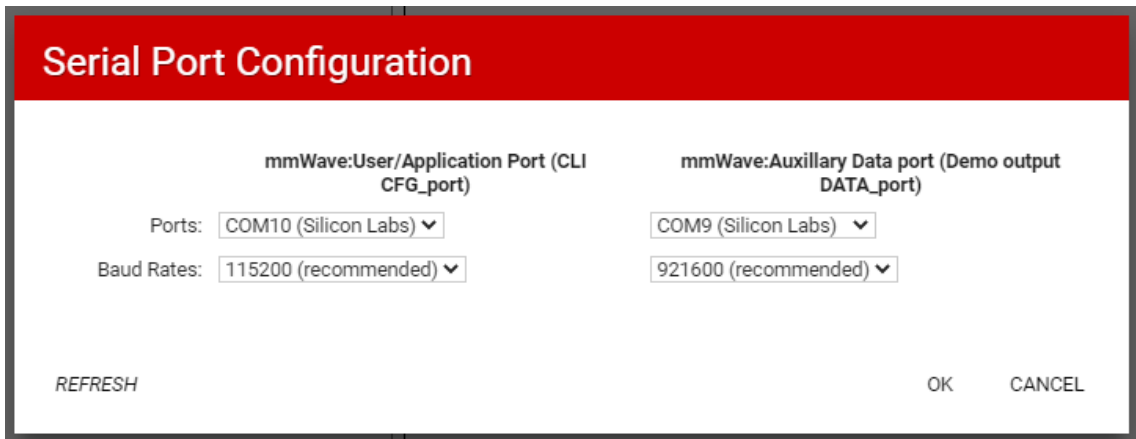 Serial Port Configuration
mmWave:User/Application Port (CLI
CFG_port)
mmWave:Auxillary Data port (Demo output
DATA_port)
Ports: COM10 (Silicon Labs) COM9 (Silicon Labs)
Baud Rates: 115200 (recommended) 921600 (recommended)
REFRESH OK CANCEL